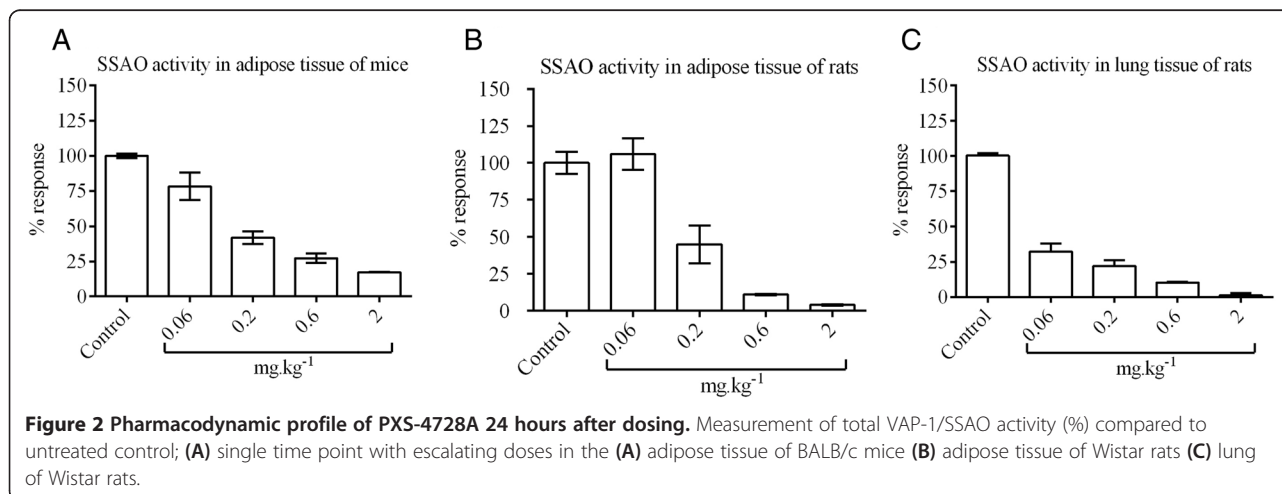 A
SSAO activity in adipose tissue of mice
% response
150
125
100
75
50
25
0
Control
0.06
0.2
0.6
2
mg.kg-1
B
SSAO activity in adipose tissue of rats
% response
150
125
100
75
50
25
0
Control
0.06
0.2
0.6
2
mg.kg-1
C
SSAO activity in lung tissue of rats
% response
150
125
100
75
50
25
0
Control
0.06
0.2
0.6
2
mg.kg-1
Figure 2 Pharmacodynamic profile of PXS-4728A 24 hours after dosing. Measurement of total VAP-1/SSAO activity (%) compared to
untreated control; (A) single time point with escalating doses in the (A) adipose tissue of BALB/c mice (B) adipose tissue of Wistar rats (C) lung
of Wistar rats.